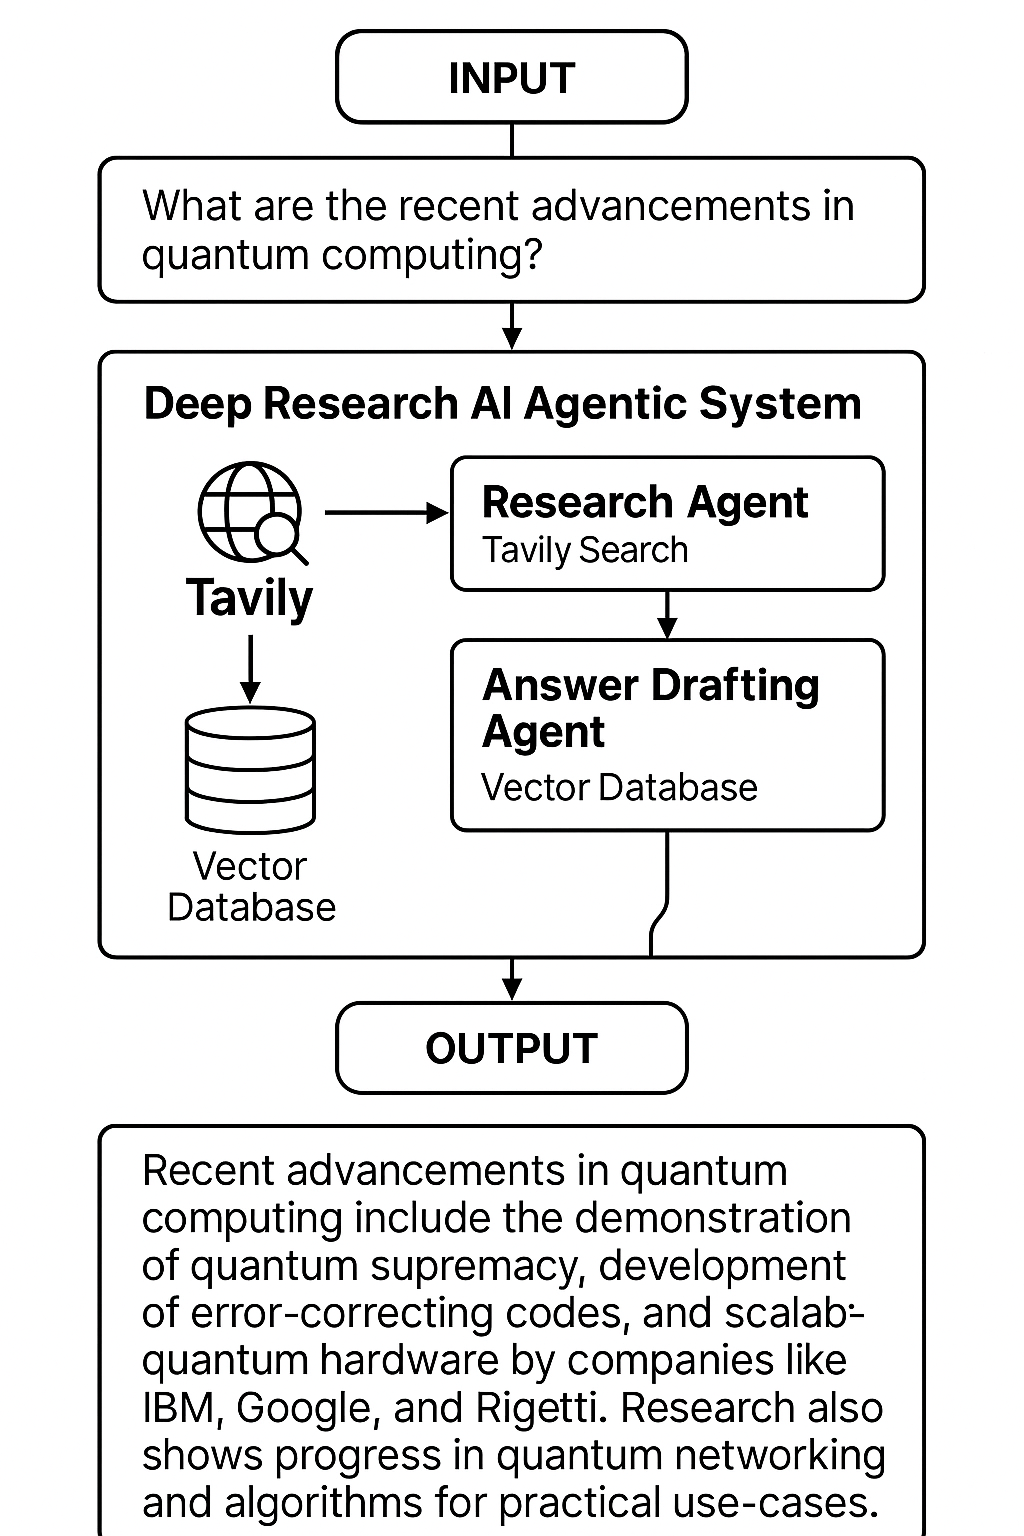 INPUT
What are the recent advancements in
quantum computing?
Deep Research AI Agentic System
Tavily
Research Agent
Tavily Search
Answer Drafting
Agent
Vector Database
Vector
Database
OUTPUT
Recent advancements in quantum
computing include the demonstration
of quantum supremacy, development
of error-correcting codes, and scalab-
quantum hardware by companies like
IBM, Google, and Rigetti. Research also
shows progress in quantum networking
and algorithms for practical use-cases.